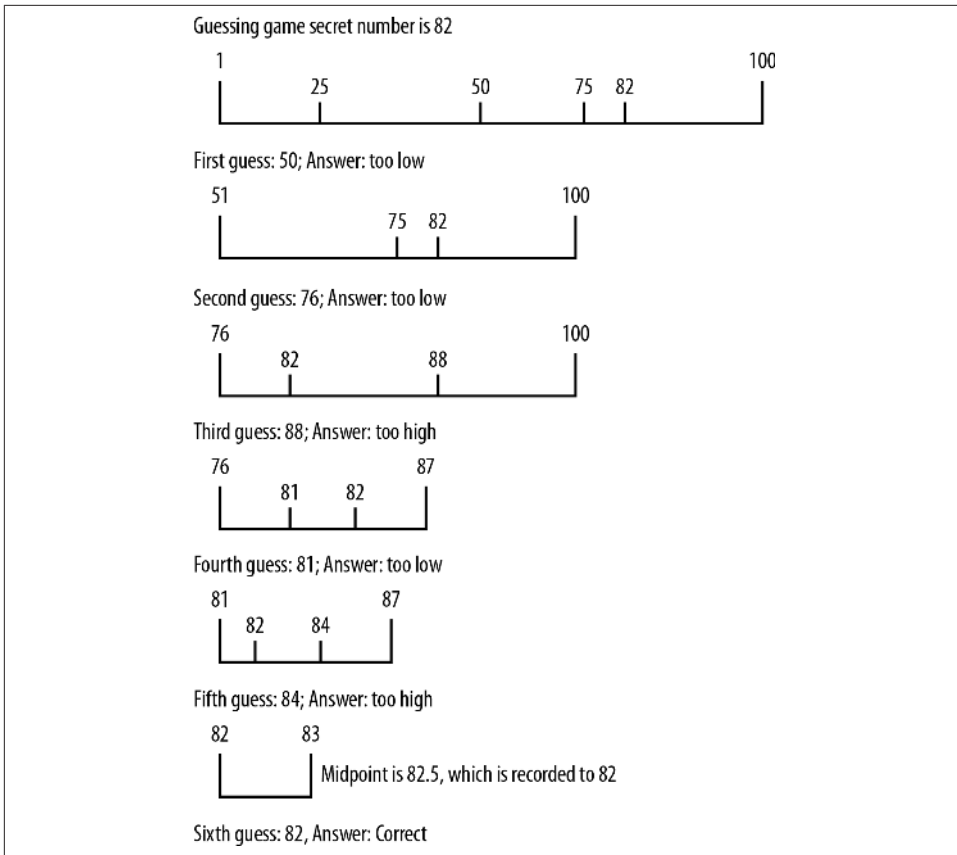 Guessing game secret number is 82
1 100
25 50 75 82
First guess: 50; Answer: too low
51 100
75 82
Second guess: 76; Answer: too low
76 100
82 88
Third guess: 88; Answer: too high
76 87
81 82
Fourth guess: 81; Answer: too low
81 87
82 84
Fifth guess: 84; Answer: too high
82 83
Midpoint is 82.5, which is recorded to 82
Sixth guess: 82, Answer: Correct